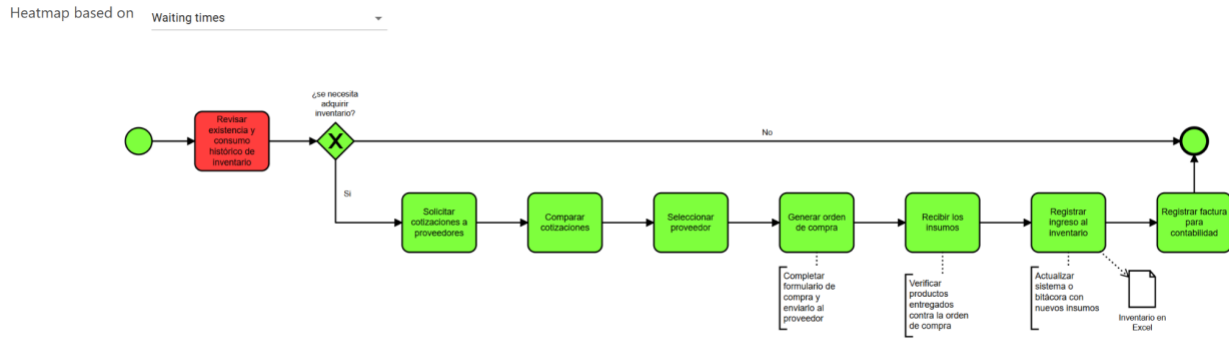 Heatmap based on
Waiting times
¿se necesita
adquirir
inventario?
Revisar
existencia y
consumo
histórico de
inventario
No
Si
Solicitar
cotizaciones a
proveedores
Comparar
cotizaciones
Seleccionar
proveedor
Generar orden
de compra
Recibir los
insumos
Registrar
ingreso al
inventario
Registrar factura
para
contabilidad
Completar
formulario de
compra y
enviarlo al
proveedor
Verificar
productos
entregados
contra la orden
de compra
Actualizar
sistema o
bitácora con
nuevos insumos
Inventario en
Excel